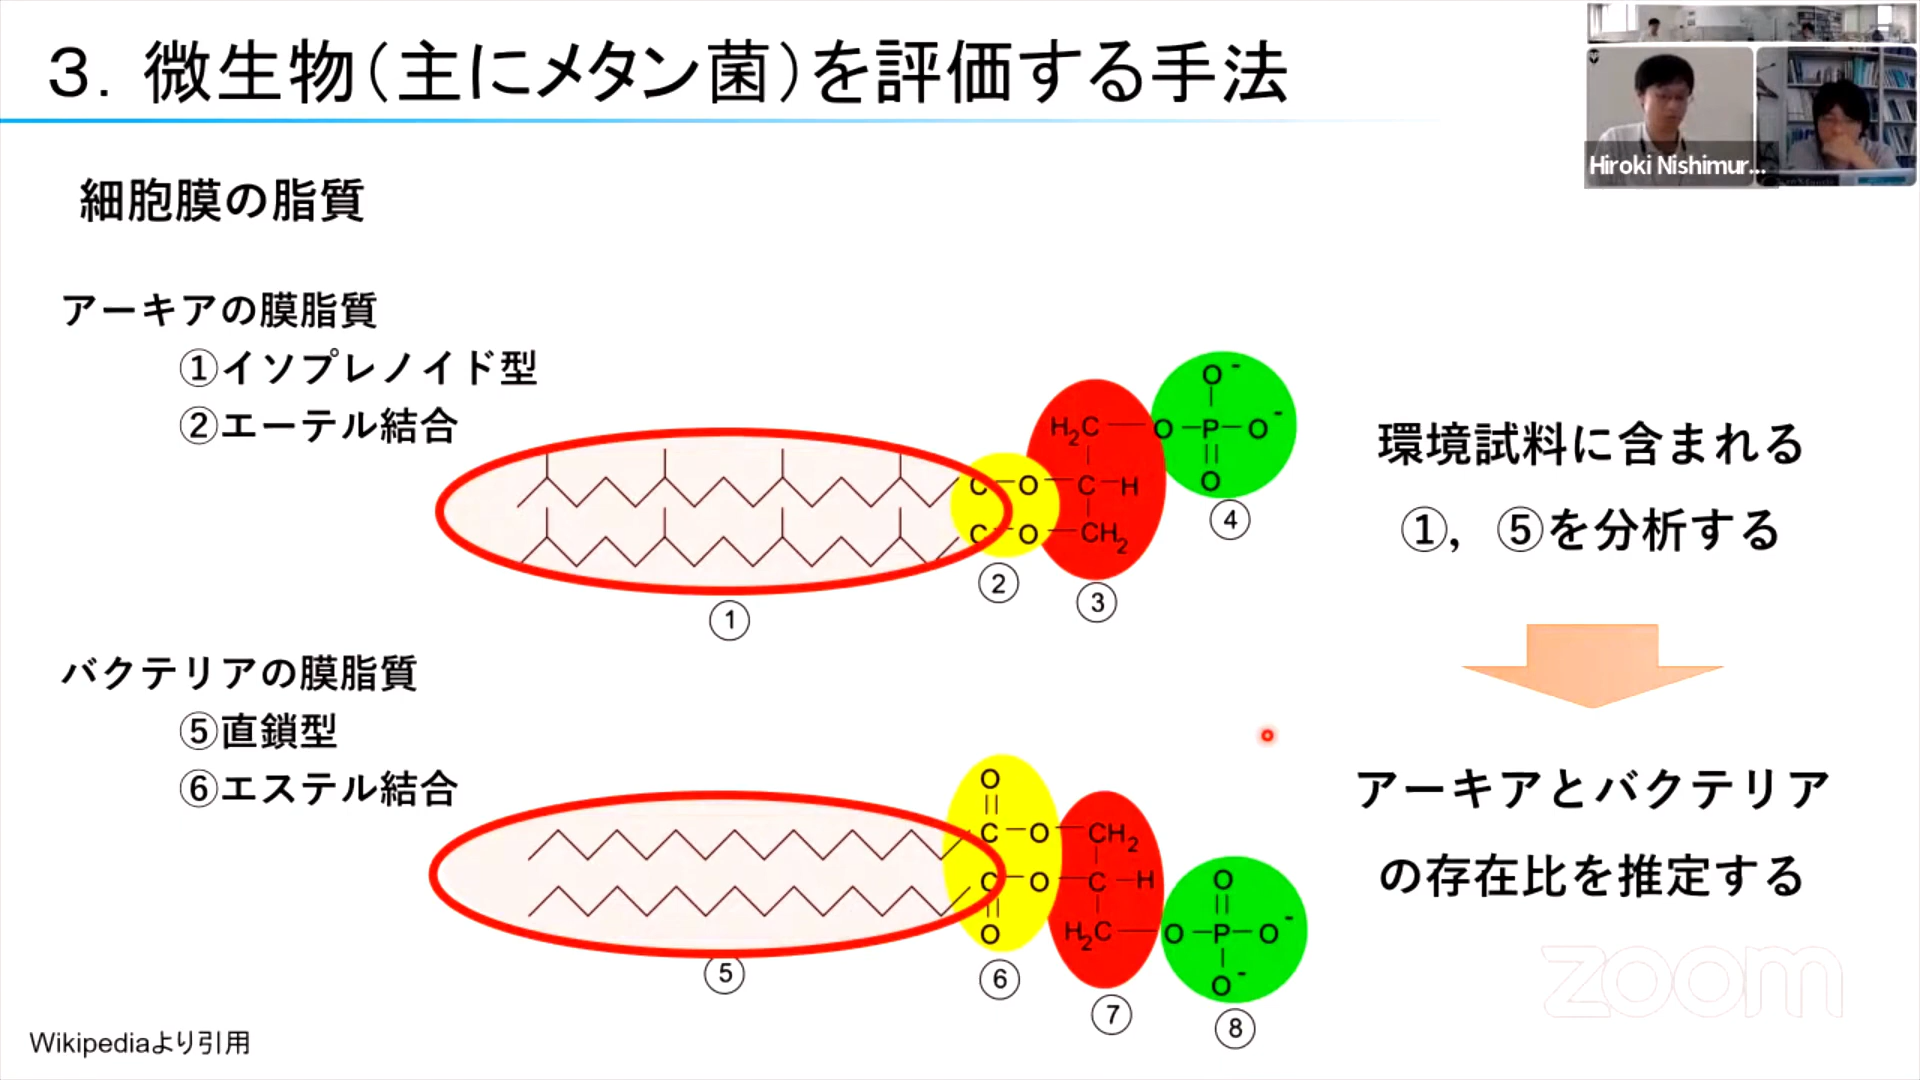 3．微生物（主にメタン菌）を評価する手法
Hiroki Nishimur...
細胞膜の脂質
アーキアの膜脂質
①イソプレノイド型
②エーテル結合
O-
H2C O P O-
O
C O C H
C O CH2
①
②
③
④
環境試料に含まれる
①，⑤を分析する
バクテリアの膜脂質
⑤直鎖型
⑥エステル結合
O
C O CH2
C O C H
O
H2C O P O-
O
O-
⑤
⑥
⑦
⑧
アーキアとバクテリア
の存在比を推定する
zoom
Wikipediaより引用